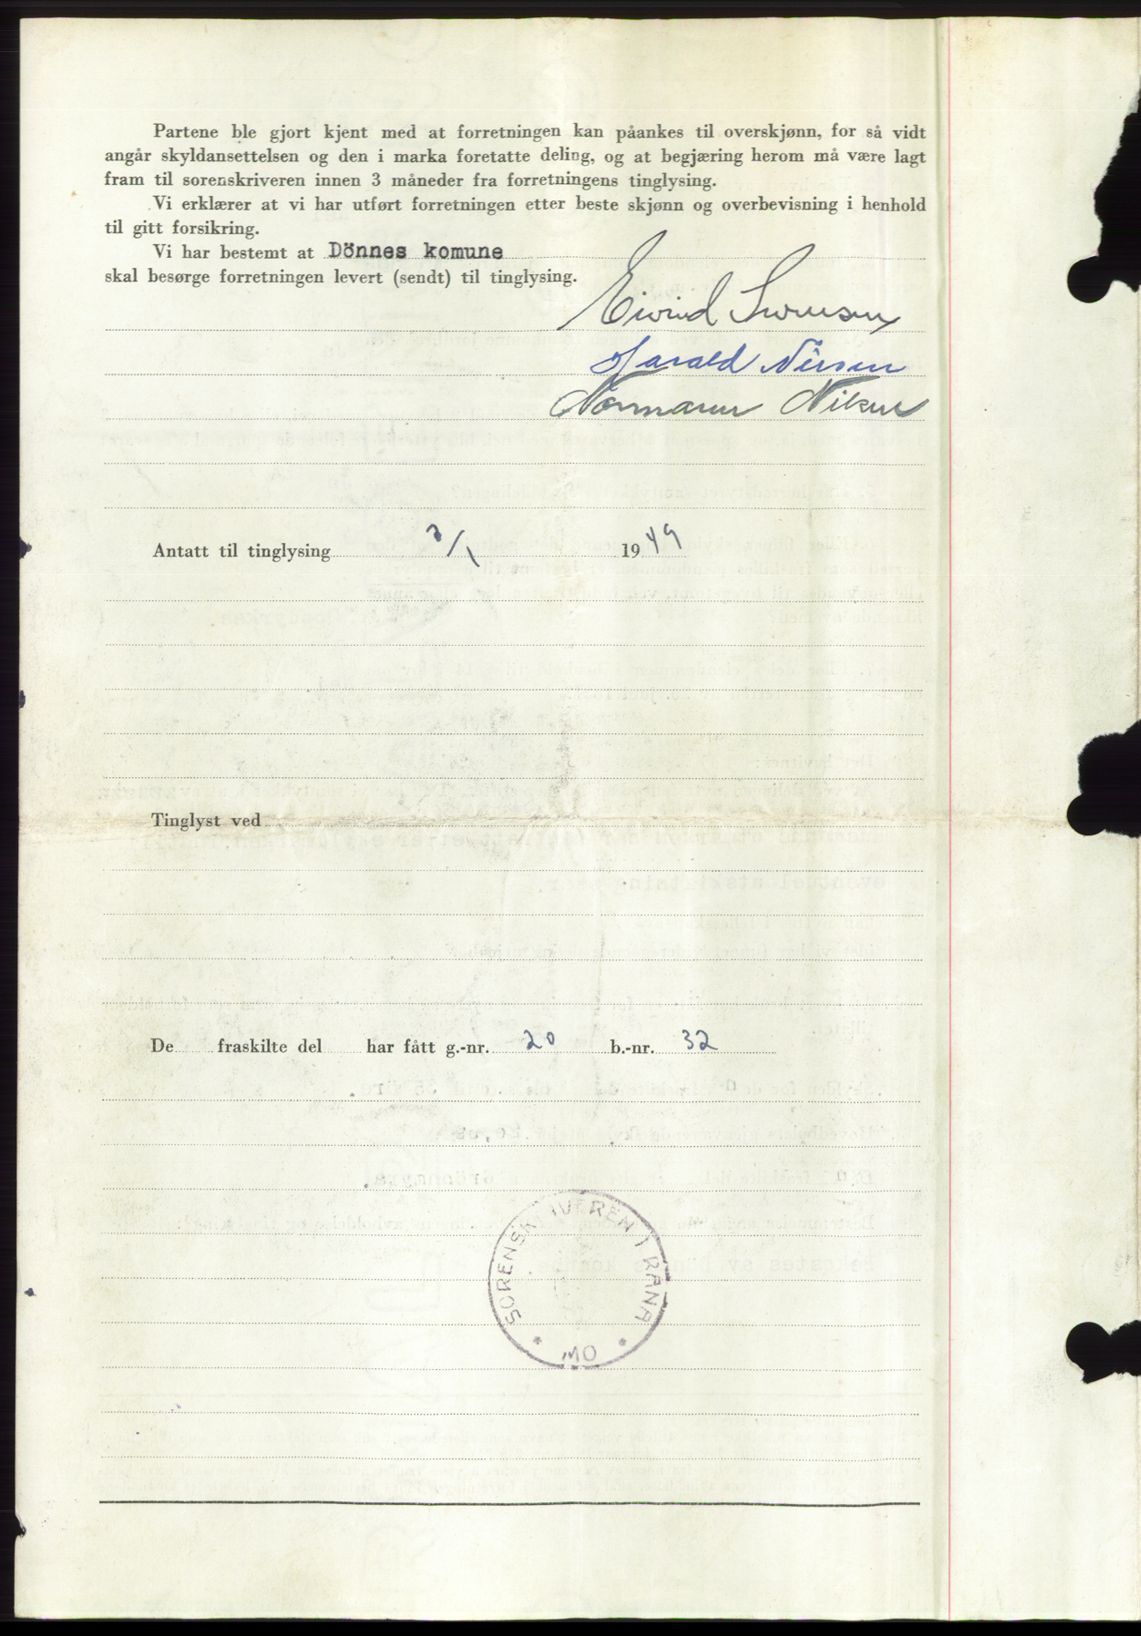 Partene ble gjort kjent med at forretningen kan påankes til overskjønn, for så vidt
angår skyldansettelsen og den i marka foretatte deling, og at begjæring herom må være lagt
fram til sorenskriveren innen 3 måneder fra forretningens tinglysing.
Vi erklærer at vi har utført forretningen etter beste skjønn og overbevisning i henhold
til gitt forsikring.
Vi har bestemt at Dönnes komune
skal besørge forretningen levert (sendt) til tinglysing.
Eivind
Harald
Normann
Antatt til tinglysing 3/1 1949
Tinglyst ved
De fraskilte del har fått g.-nr. 20 b.-nr. 32
SORENSKRIVEREN I RANA
* MO *